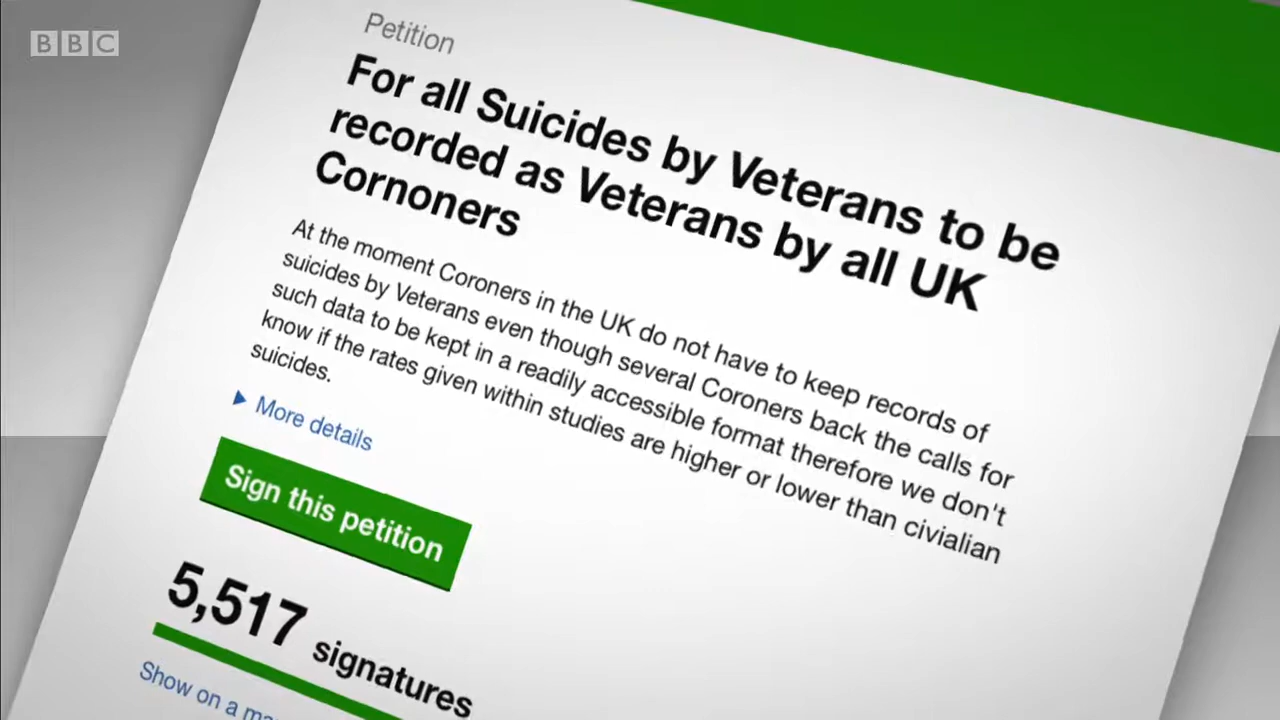 BBC
Petition
For all Suicides by Veterans to be
recorded as Veterans by all UK
Cornoners
At the moment Coroners in the UK do not have to keep records of
suicides by Veterans even though several Coroners back the calls for
such data to be kept in a readily accessible format therefore we don't
know if the rates given within studies are higher or lower than civialian
suicides.
More details
Sign this petition
5,517 signatures
Show on a